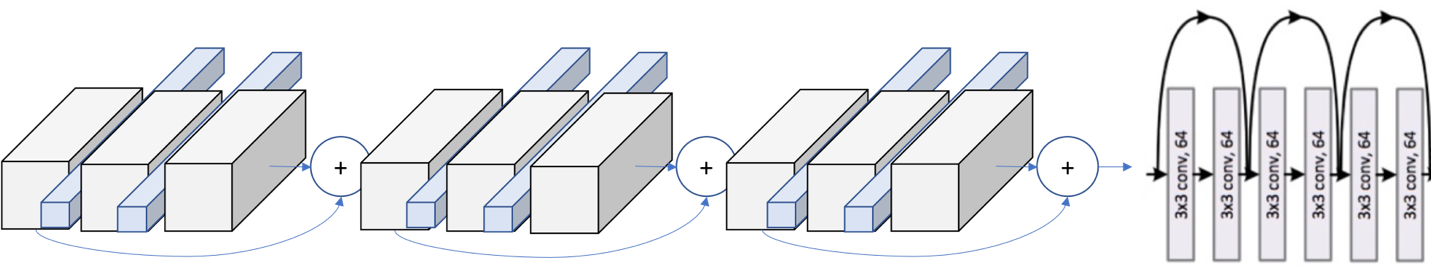 +
+
+
3x3 conv, 64
3x3 conv, 64
3x3 conv, 64
3x3 conv, 64
3x3 conv, 64
3x3 conv, 64